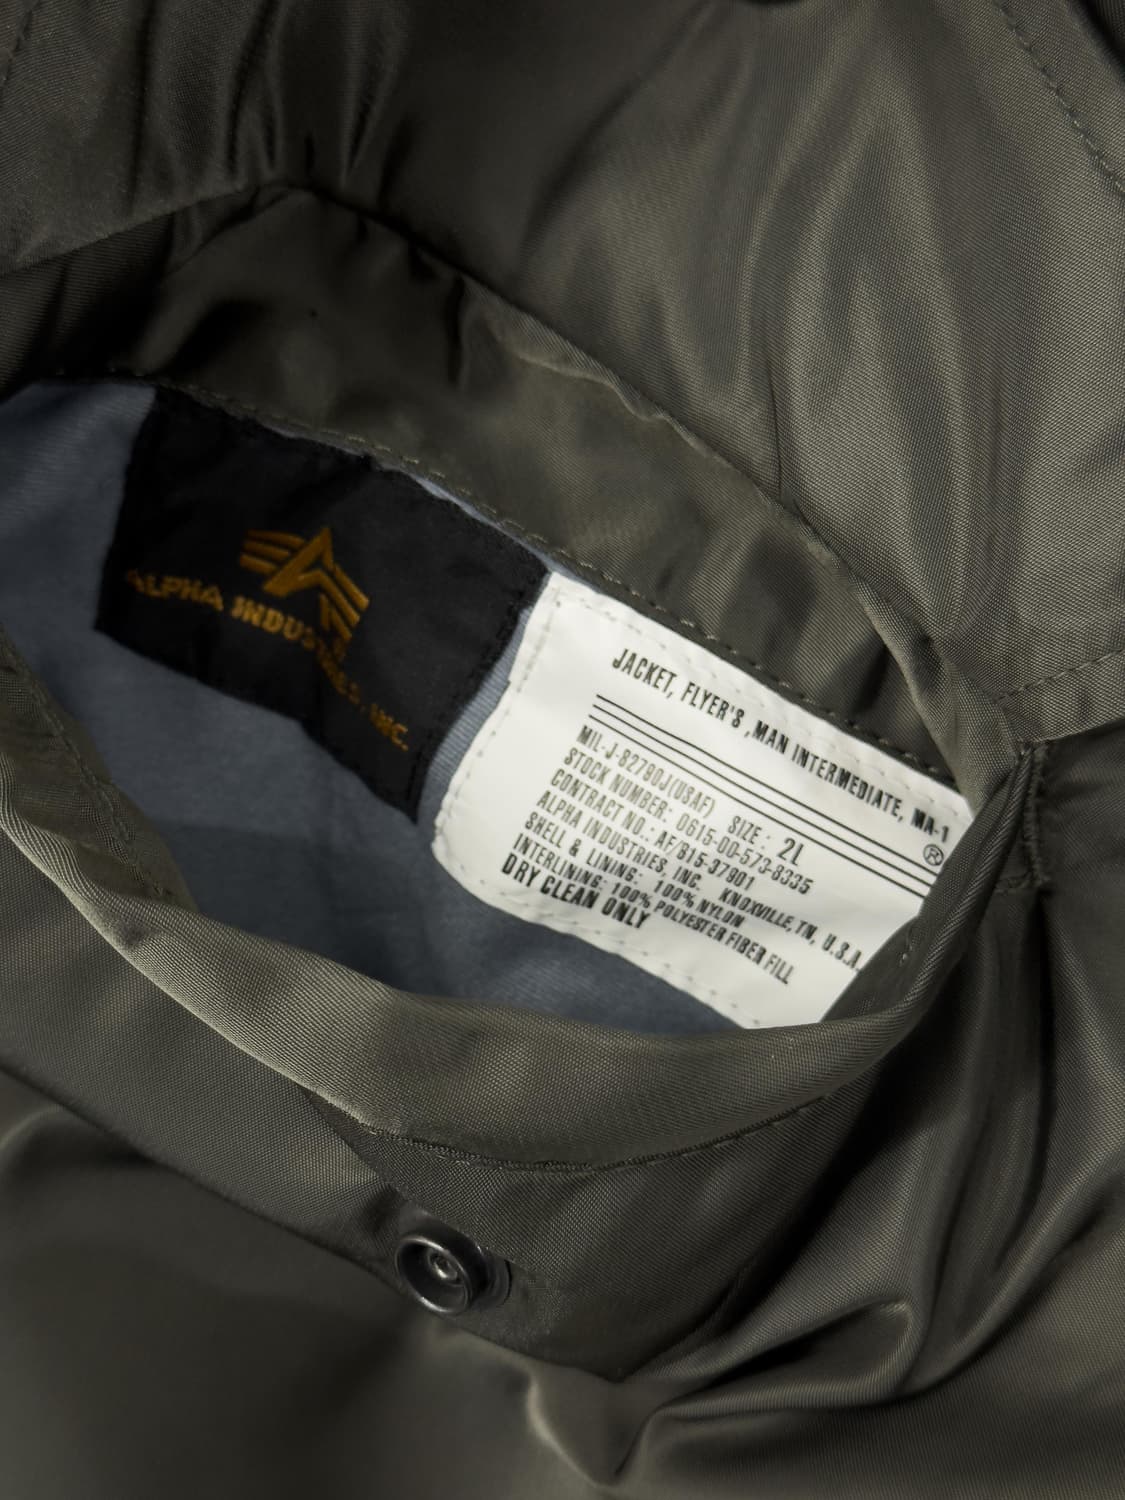 ALPHA INDUSTRIES, INC.
JACKET, FLYER'S ,MAN INTERMEDIATE, MA-1
®
MIL-J-82790J(USAF) SIZE: 2L
STOCK NUMBER: 0615-00-573-8335
CONTRACT NO.: AF/815-37901
ALPHA INDUSTRIES, INC. KNOXVILLE, TN, U.S.A.
SHELL & LINING: 100% NYLON
INTERLINING: 100% POLYESTER FIBER FILL
DRY CLEAN ONLY